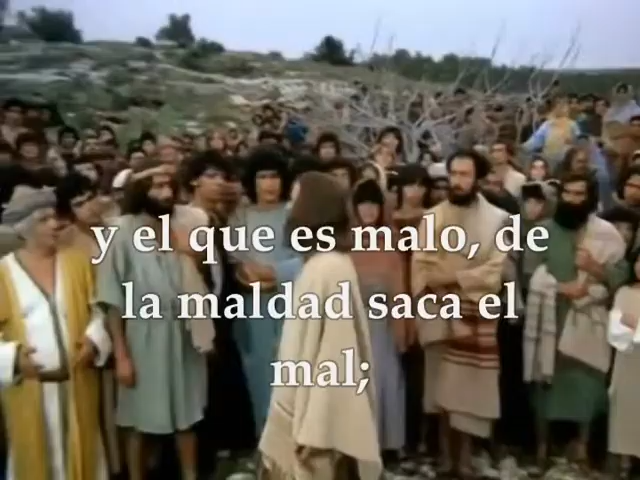 y el que es malo, de
la maldad saca el
mal;